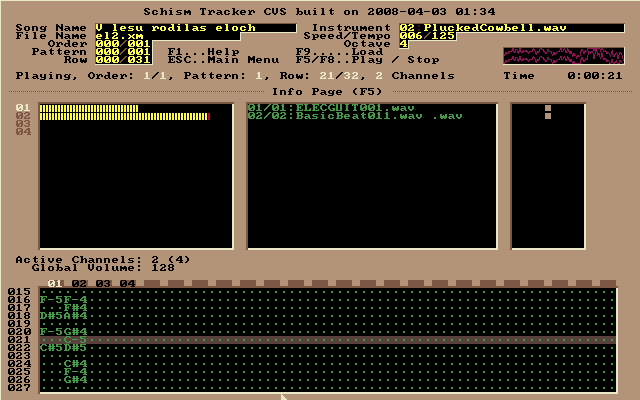 Schism Tracker CVS built on 2008-04-03 01:34
Song Name V lesu rodilas eloch Instrument 02 PluckedCowbell.wav
File Name el2.xm Speed/Tempo 006/125
Order 000/001 Octave 4
Pattern 000/001 F1...Help F9.....Load
Row 000/031 ESC..Main Menu F5/F8..Play / Stop
Playing, Order: 1/1, Pattern: 1, Row: 21/32, 2 Channels Time 0:00:21
Info Page (F5)
01 01/01:ELECGUIT001.wav
02 02/02:BasicBeat01i.wav .wav
03
04
Active Channels: 2 (4)
Global Volume: 128
01 02 03 04
015
016 F-5 F-4
017 F#4
018 D#5 A#4
019
020 F-5 G#4
021 C-5
022 C#5 D#5
023
024 C#4
025 F-4
026 G#4
027